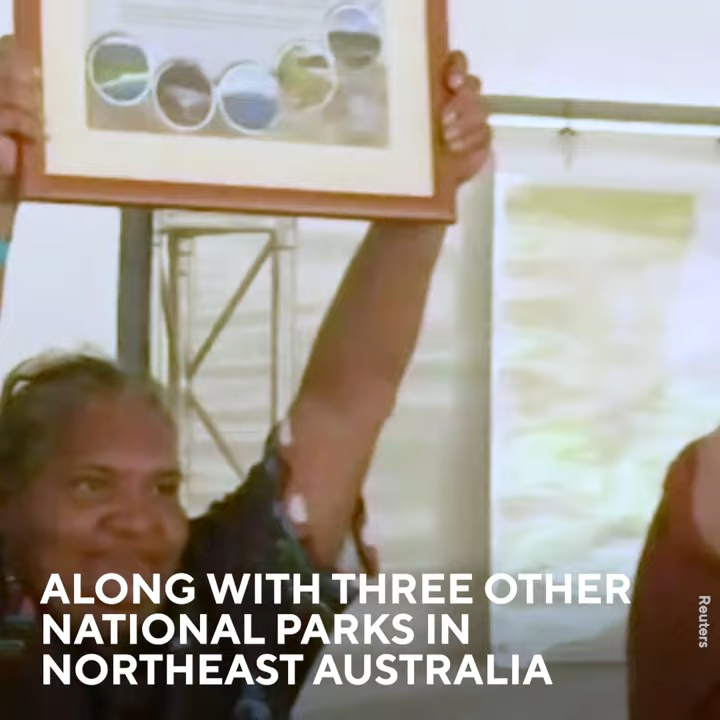 ALONG WITH THREE OTHER
NATIONAL PARKS IN
NORTHEAST AUSTRALIA
Reuters